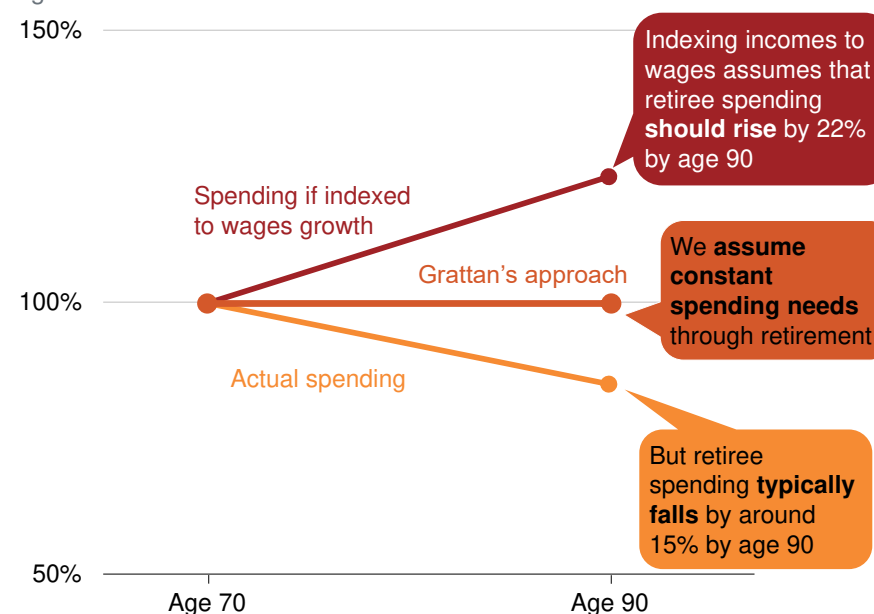 150%
Indexing incomes to
wages assumes that
retiree spending
should rise by 22%
by age 90
Spending if indexed
to wages growth
We assume
constant
spending needs
through retirement
Grattan’s approach
100%
Actual spending
But retiree
spending typically
falls by around
15% by age 90
50%
Age 70
Age 90